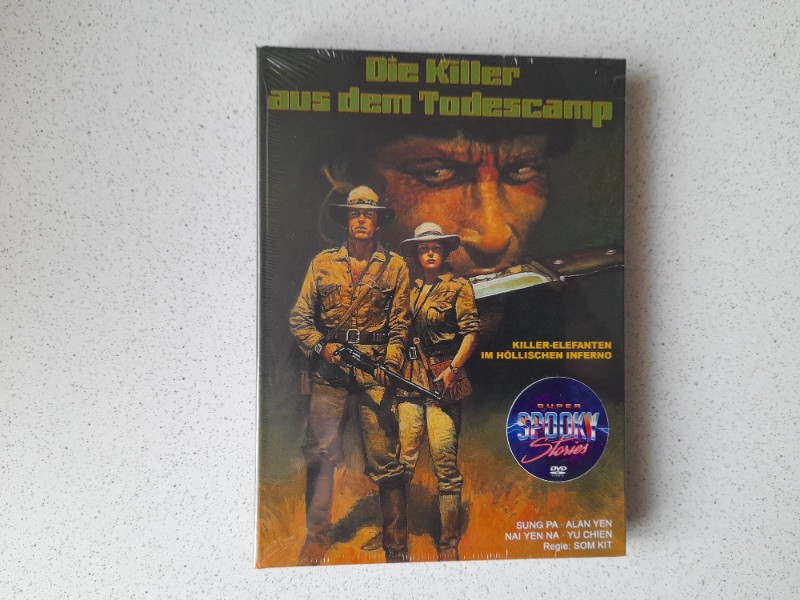 Die Killer
aus dem Todescamp
KILLER-ELEFANTEN
IM HÖLLISCHEN INFERNO
SUPER
SPOOKY
Stories
DVD
VIDEO
SUNG PA · ALAN YEN
NAI YEN NA · YU CHIEN
Regie: SOM KIT